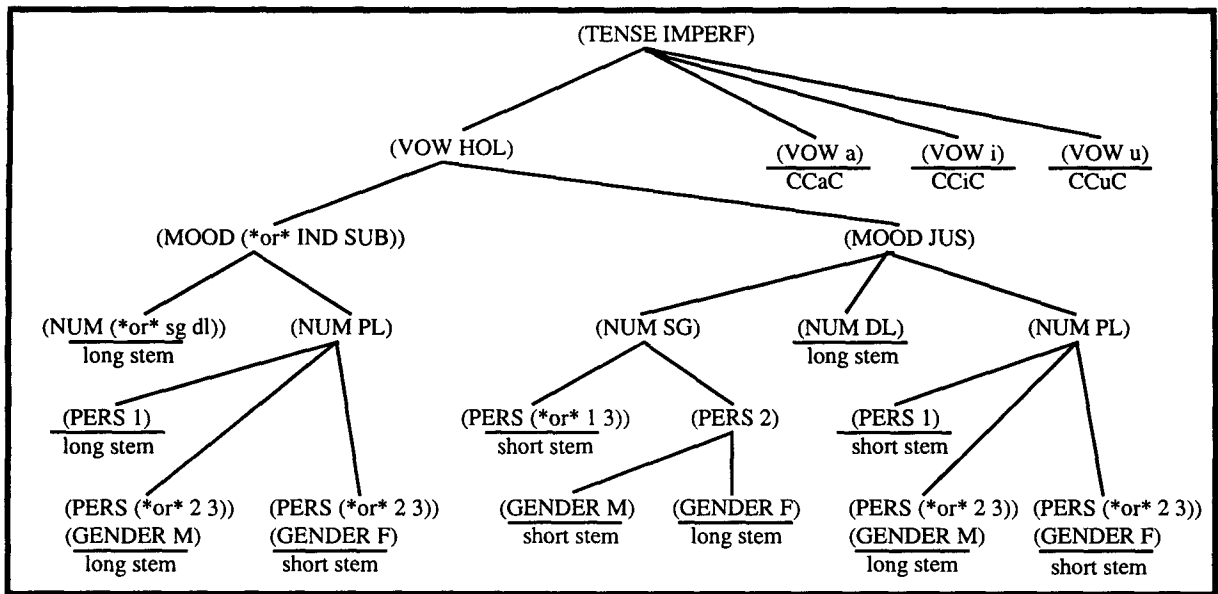 (TENSE IMPERF)
(VOW HOL)
(VOW a)
CCaC
(VOW i)
CCiC
(VOW u)
CCuC
(MOOD (*or* IND SUB))
(MOOD JUS)
(NUM (*or* sg dl))
long stem
(NUM PL)
(NUM SG)
(NUM DL)
long stem
(NUM PL)
(PERS 1)
long stem
(PERS (*or* 1 3))
short stem
(PERS 2)
(PERS 1)
short stem
(PERS (*or* 2 3))
(GENDER M)
long stem
(PERS (*or* 2 3))
(GENDER F)
short stem
(GENDER M)
short stem
(GENDER F)
long stem
(PERS (*or* 2 3))
(GENDER M)
long stem
(PERS (*or* 2 3))
(GENDER F)
short stem